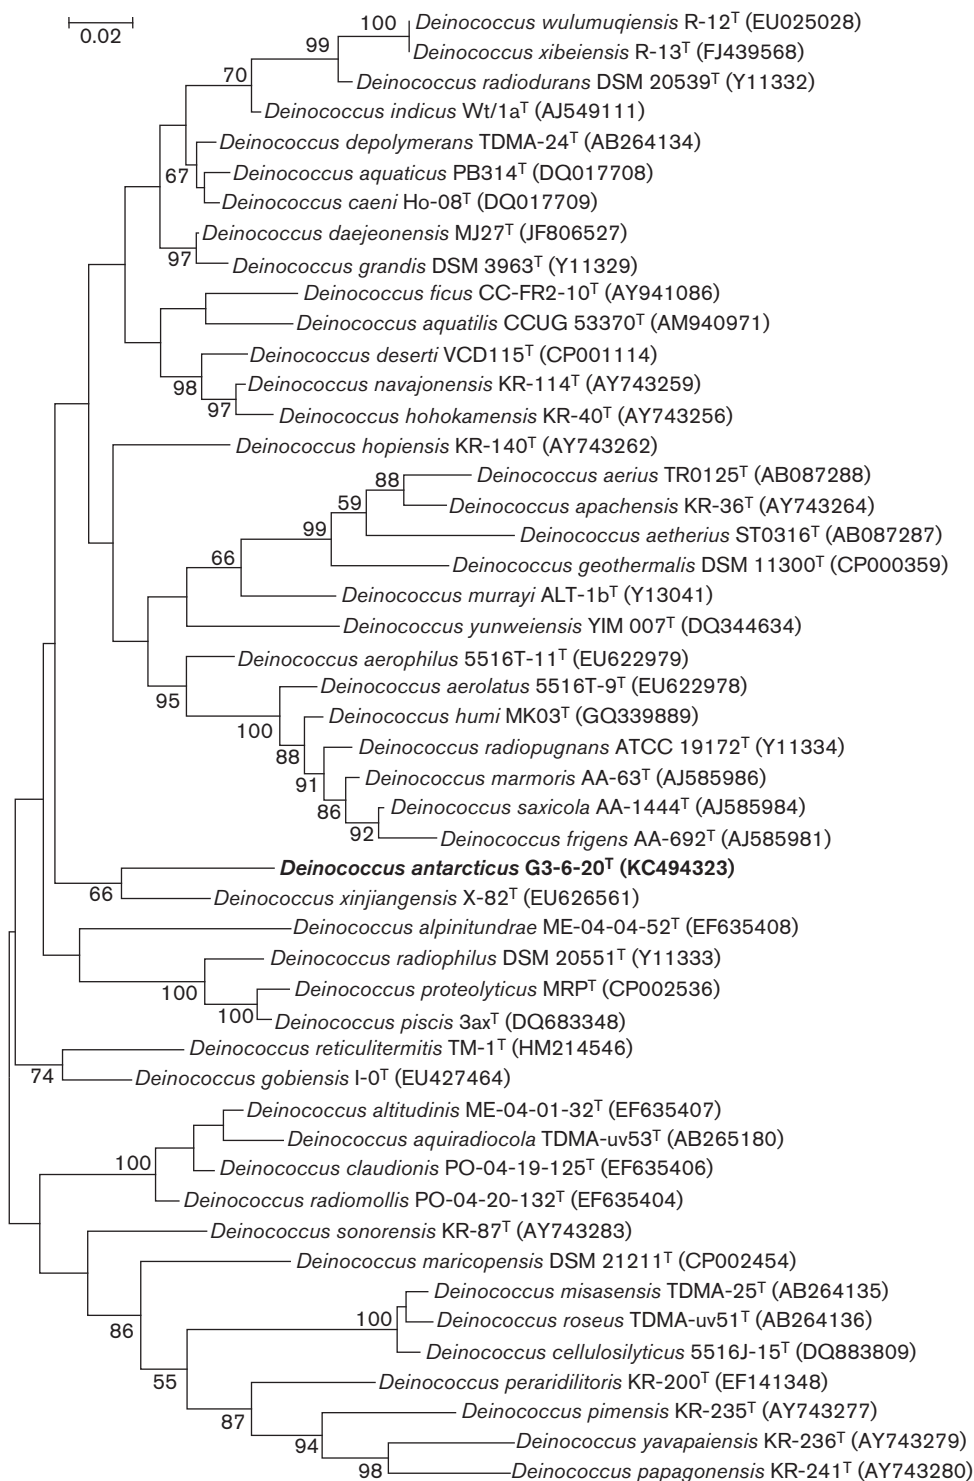 100
Deinococcus wulumuqiensis R-12ᵀ (EU025028)
0.02
99
Deinococcus xibeiensis R-13ᵀ (FJ439568)
70
Deinococcus radiodurans DSM 20539ᵀ (Y11332)
Deinococcus indicus Wt/1aᵀ (AJ549111)
Deinococcus depolymerans TDMA-24ᵀ (AB264134)
67
Deinococcus aquaticus PB314ᵀ (DQ017708)
Deinococcus caeni Ho-08ᵀ (DQ017709)
Deinococcus daejeonensis MJ27ᵀ (JF806527)
97
Deinococcus grandis DSM 3963ᵀ (Y11329)
Deinococcus ficus CC-FR2-10ᵀ (AY941086)
Deinococcus aquatilis CCUG 53370ᵀ (AM940971)
Deinococcus deserti VCD115ᵀ (CP001114)
98
Deinococcus navajonensis KR-114ᵀ (AY743259)
97
Deinococcus hohokamensis KR-40ᵀ (AY743256)
Deinococcus hopiensis KR-140ᵀ (AY743262)
88
Deinococcus aerius TR0125ᵀ (AB087288)
59
Deinococcus apachensis KR-36ᵀ (AY743264)
99
Deinococcus aetherius ST0316ᵀ (AB087287)
66
Deinococcus geothermalis DSM 11300ᵀ (CP000359)
Deinococcus murrayi ALT-1bᵀ (Y13041)
Deinococcus yunweiensis YIM 007ᵀ (DQ344634)
Deinococcus aerophilus 5516T-11ᵀ (EU622979)
95
Deinococcus aerolatus 5516T-9ᵀ (EU622978)
100
Deinococcus humi MK03ᵀ (GQ339889)
88
Deinococcus radiopugnans ATCC 19172ᵀ (Y11334)
91
Deinococcus marmoris AA-63ᵀ (AJ585986)
86
Deinococcus saxicola AA-1444ᵀ (AJ585984)
92
Deinococcus frigens AA-692ᵀ (AJ585981)
Deinococcus antarcticus G3-6-20ᵀ (KC494323)
66
Deinococcus xinjiangensis X-82ᵀ (EU626561)
Deinococcus alpinitundrae ME-04-04-52ᵀ (EF635408)
Deinococcus radiophilus DSM 20551ᵀ (Y11333)
100
Deinococcus proteolyticus MRPᵀ (CP002536)
100
Deinococcus piscis 3axᵀ (DQ683348)
Deinococcus reticulitermitis TM-1ᵀ (HM214546)
74
Deinococcus gobiensis I-0ᵀ (EU427464)
Deinococcus altitudinis ME-04-01-32ᵀ (EF635407)
Deinococcus aquiradiocola TDMA-uv53ᵀ (AB265180)
100
Deinococcus claudionis PO-04-19-125ᵀ (EF635406)
Deinococcus radiomollis PO-04-20-132ᵀ (EF635404)
Deinococcus sonorensis KR-87ᵀ (AY743283)
Deinococcus maricopensis DSM 21211ᵀ (CP002454)
Deinococcus misasensis TDMA-25ᵀ (AB264135)
86
100
Deinococcus roseus TDMA-uv51ᵀ (AB264136)
Deinococcus cellulosilyticus 5516J-15ᵀ (DQ883809)
55
Deinococcus peraridilitoris KR-200ᵀ (EF141348)
87
Deinococcus pimensis KR-235ᵀ (AY743277)
94
Deinococcus yavapaiensis KR-236ᵀ (AY743279)
98
Deinococcus papagonensis KR-241ᵀ (AY743280)